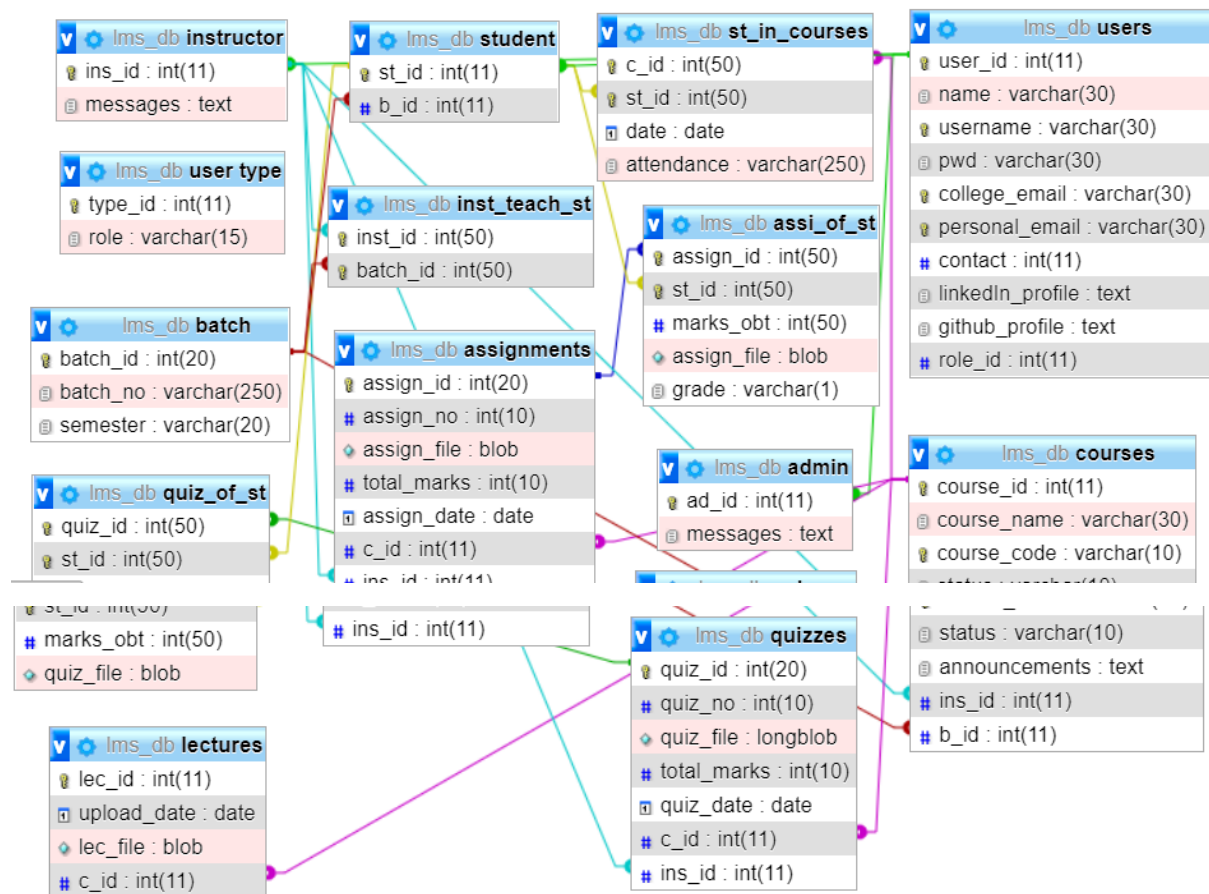 lms_db instructor
ins_id : int(11)
messages : text
lms_db student
st_id : int(11)
b_id : int(11)
lms_db st_in_courses
c_id : int(50)
st_id : int(50)
date : date
attendance : varchar(250)
lms_db users
user_id : int(11)
name : varchar(30)
username : varchar(30)
pwd : varchar(30)
college_email : varchar(30)
personal_email : varchar(30)
contact : int(11)
linkedIn_profile : text
github_profile : text
role_id : int(11)
lms_db user type
type_id : int(11)
role : varchar(15)
lms_db inst_teach_st
inst_id : int(50)
batch_id : int(50)
lms_db assi_of_st
assign_id : int(50)
st_id : int(50)
marks_obt : int(50)
assign_file : blob
grade : varchar(1)
lms_db batch
batch_id : int(20)
batch_no : varchar(250)
semester : varchar(20)
lms_db assignments
assign_id : int(20)
assign_no : int(10)
assign_file : blob
total_marks : int(10)
assign_date : date
c_id : int(11)
ins_id : int(11)
ins_id : int(11)
lms_db admin
ad_id : int(11)
messages : text
lms_db courses
course_id : int(11)
course_name : varchar(30)
course_code : varchar(10)
status : varchar(10)
status : varchar(10)
announcements : text
ins_id : int(11)
b_id : int(11)
lms_db quiz_of_st
quiz_id : int(50)
st_id : int(50)
st_id : int(50)
marks_obt : int(50)
quiz_file : blob
lms_db quizzes
quiz_id : int(20)
quiz_no : int(10)
quiz_file : longblob
total_marks : int(10)
quiz_date : date
c_id : int(11)
ins_id : int(11)
lms_db lectures
lec_id : int(11)
upload_date : date
lec_file : blob
c_id : int(11)